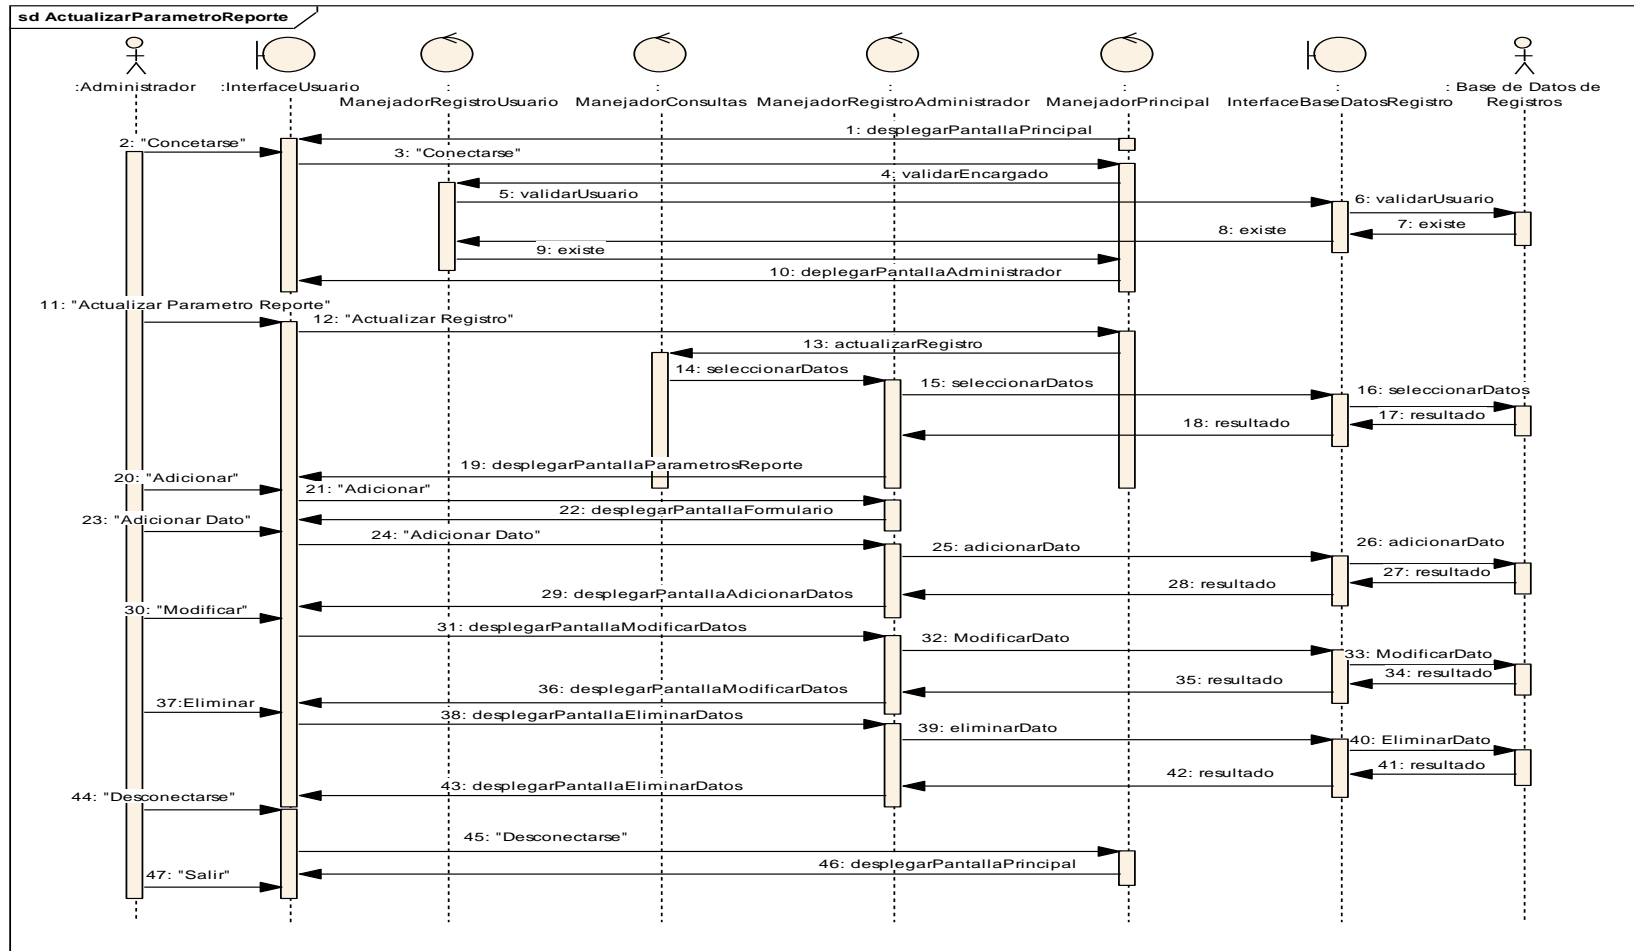 sd ActualizarParametroReporte
:Administrador
:InterfaceUsuario
:
ManejadorRegistroUsuario
:
ManejadorConsultas
:
ManejadorRegistroAdministrador
:
ManejadorPrincipal
:
InterfaceBaseDatosRegistro
: Base de Datos de
Registros
1: desplegarPantallaPrincipal
2: "Concetarse"
3: "Conectarse"
4: validarEncargado
5: validarUsuario
6: validarUsuario
7: existe
8: existe
9: existe
10: deplegarPantallaAdministrador
11: "Actualizar Parametro Reporte"
12: "Actualizar Registro"
13: actualizarRegistro
14: seleccionarDatos
15: seleccionarDatos
16: seleccionarDatos
17: resultado
18: resultado
19: desplegarPantallaParametrosReporte
20: "Adicionar"
21: "Adicionar"
22: desplegarPantallaFormulario
23: "Adicionar Dato"
24: "Adicionar Dato"
25: adicionarDato
26: adicionarDato
27: resultado
28: resultado
29: desplegarPantallaAdicionarDatos
30: "Modificar"
31: desplegarPantallaModificarDatos
32: ModificarDato
33: ModificarDato
34: resultado
35: resultado
36: desplegarPantallaModificarDatos
37:Eliminar
38: desplegarPantallaEliminarDatos
39: eliminarDato
40: EliminarDato
41: resultado
42: resultado
43: desplegarPantallaEliminarDatos
44: "Desconectarse"
45: "Desconectarse"
46: desplegarPantallaPrincipal
47: "Salir"